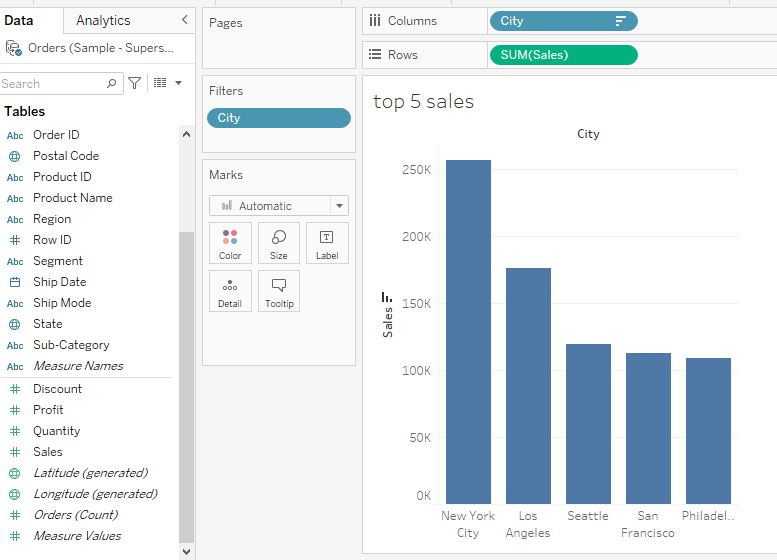 Data
Analytics
Orders (Sample - Supers...
Search
Tables
Abc Order ID
Postal Code
Abc Product ID
Abc Product Name
Abc Region
Row ID
Abc Segment
Ship Date
Abc Ship Mode
State
Abc Sub-Category
Abc Measure Names
Discount
Profit
Quantity
Sales
Latitude (generated)
Longitude (generated)
Orders (Count)
Measure Values
Pages
Filters
City
Marks
Automatic
Color
Size
T
Label
Detail
Tooltip
Columns
City
Rows
SUM(Sales)
top 5 sales
City
250K
200K
150K
100K
50K
0K
Sales
New York
City
Los
Angeles
Seattle
San
Francisco
Philadel..